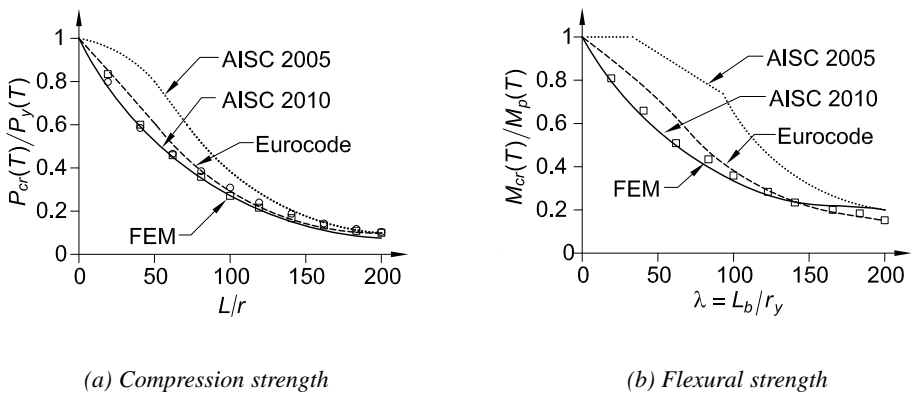 P_cr(T)/P_y(T)
1
0.8
0.6
0.4
0.2
0
AISC 2005
AISC 2010
Eurocode
FEM
0 50 100 150 200
L/r
(a) Compression strength
M_cr(T)/M_p(T)
1
0.8
0.6
0.4
0.2
0
AISC 2005
AISC 2010
Eurocode
FEM
0 50 100 150 200
λ = L_b/r_y
(b) Flexural strength